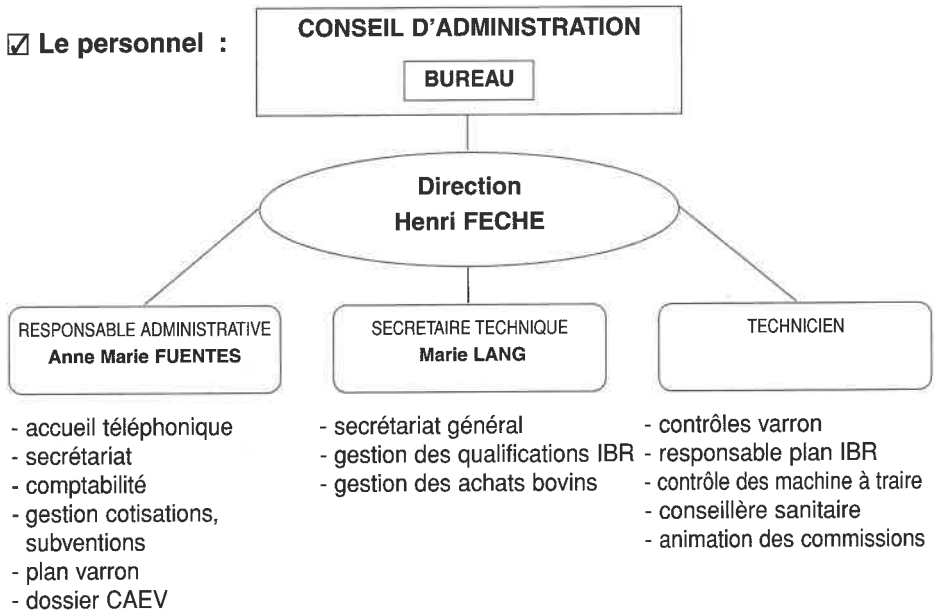 ☑ Le personnel :
CONSEIL D'ADMINISTRATION
BUREAU
Direction
Henri FECHE
RESPONSABLE ADMINISTRATIVE
Anne Marie FUENTES
- accueil téléphonique
- secrétariat
- comptabilité
- gestion cotisations,
subventions
- plan varron
- dossier CAEV
SECRETAIRE TECHNIQUE
Marie LANG
- secrétariat général
- gestion des qualifications IBR
- gestion des achats bovins
TECHNICIEN
- contrôles varron
- responsable plan IBR
- contrôle des machine à traire
- conseillère sanitaire
- animation des commissions